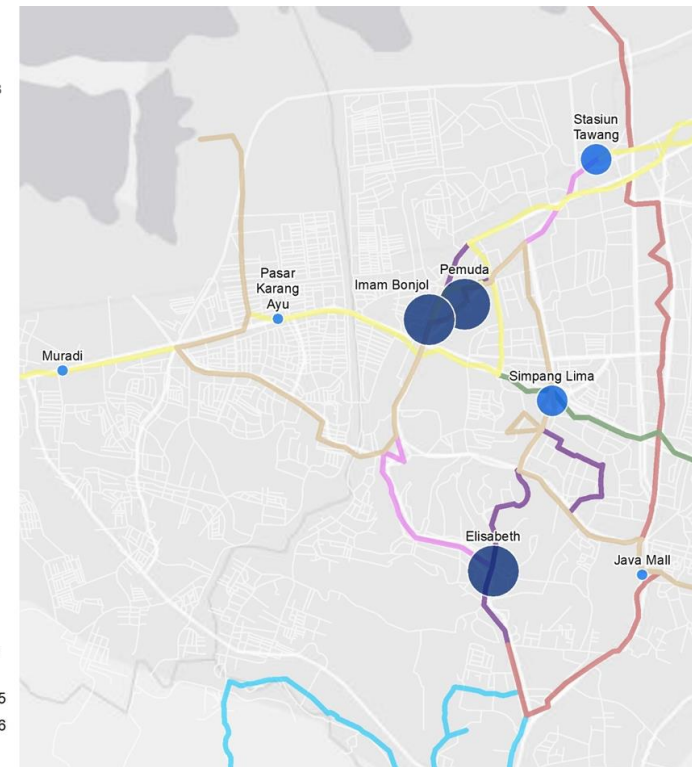 Stasiun
Tawang
Pemuda
Imam Bonjol
Pasar
Karang
Ayu
Muradi
Simpang Lima
Elisabeth
Java Mall
5
6